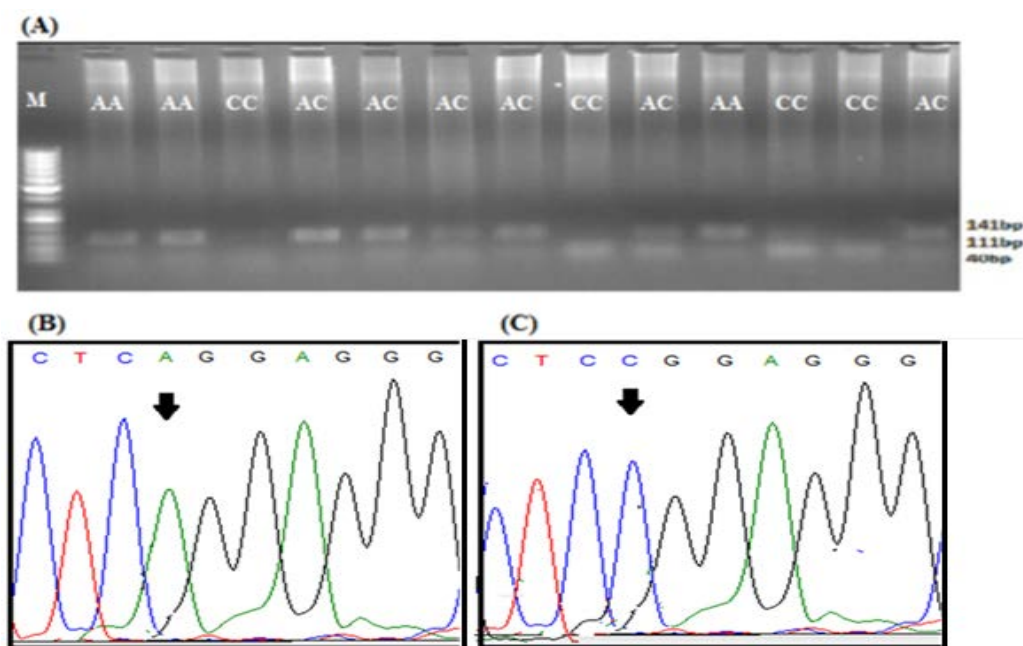 (A)
M AA AA CC AC AC AC AC CC AC AA CC CC AC
141bp
111bp
40bp
(B) (C)
C T C A G G A G G G
C T C C G G A G G G